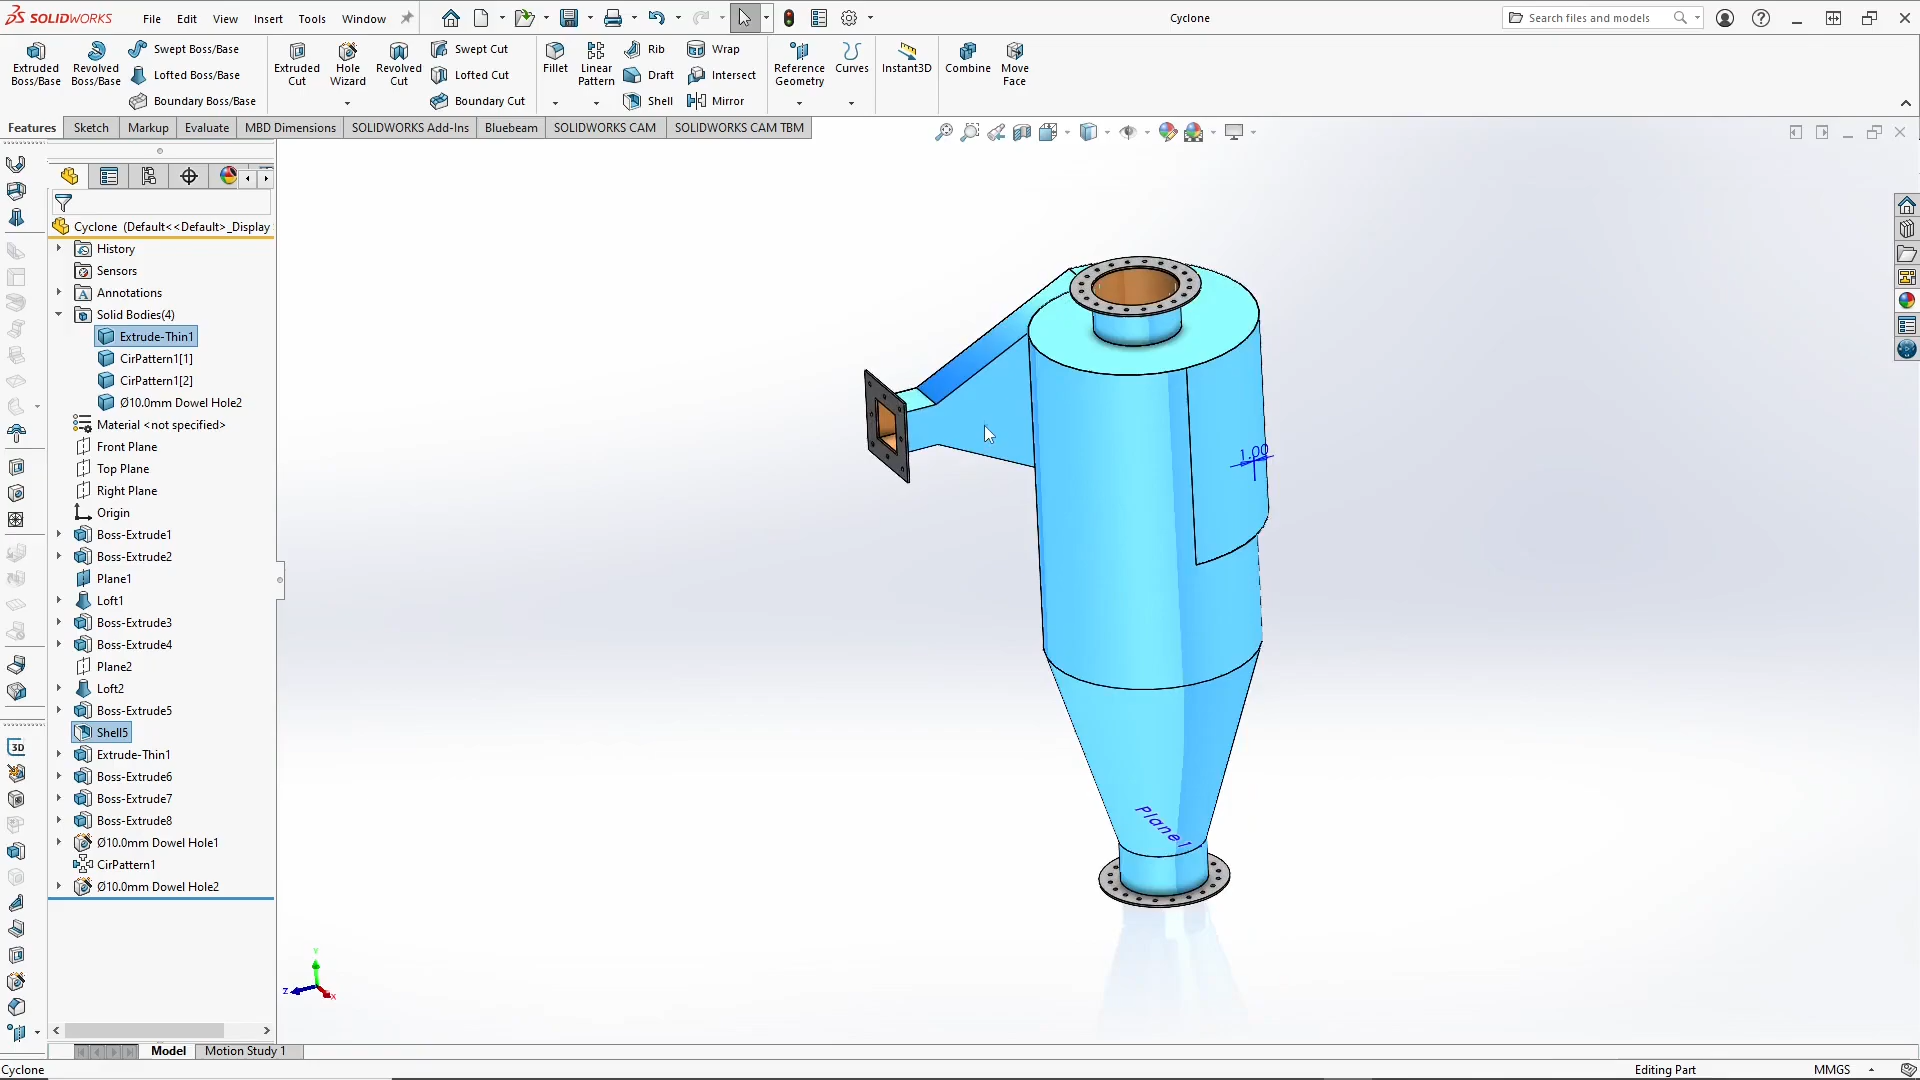 SOLIDWORKS File Edit View Insert Tools Window Cyclone Search files and models
Extruded Boss/Base
Revolved Boss/Base
Swept Boss/Base
Lofted Boss/Base
Boundary Boss/Base
Extruded Cut
Hole Wizard
Revolved Cut
Swept Cut
Lofted Cut
Boundary Cut
Fillet
Linear Pattern
Rib
Draft
Shell
Wrap
Intersect
Mirror
Reference Geometry
Curves
Instant3D
Combine
Move Face
Features Sketch Markup Evaluate MBD Dimensions SOLIDWORKS Add-Ins Bluebeam SOLIDWORKS CAM SOLIDWORKS CAM TBM
Cyclone (Default<<Default>_Display
History
Sensors
Annotations
Solid Bodies(4)
Extrude-Thin1
CirPattern1[1]
CirPattern1[2]
Ø10.0mm Dowel Hole2
Material <not specified>
Front Plane
Top Plane
Right Plane
Origin
Boss-Extrude1
Boss-Extrude2
Plane1
Loft1
Boss-Extrude3
Boss-Extrude4
Plane2
Loft2
Boss-Extrude5
Shell5
Extrude-Thin1
Boss-Extrude6
Boss-Extrude7
Boss-Extrude8
Ø10.0mm Dowel Hole1
CirPattern1
Ø10.0mm Dowel Hole2
1.00
Plane1
Y
Z
X
3D
Model Motion Study 1
Cyclone Editing Part MMGS